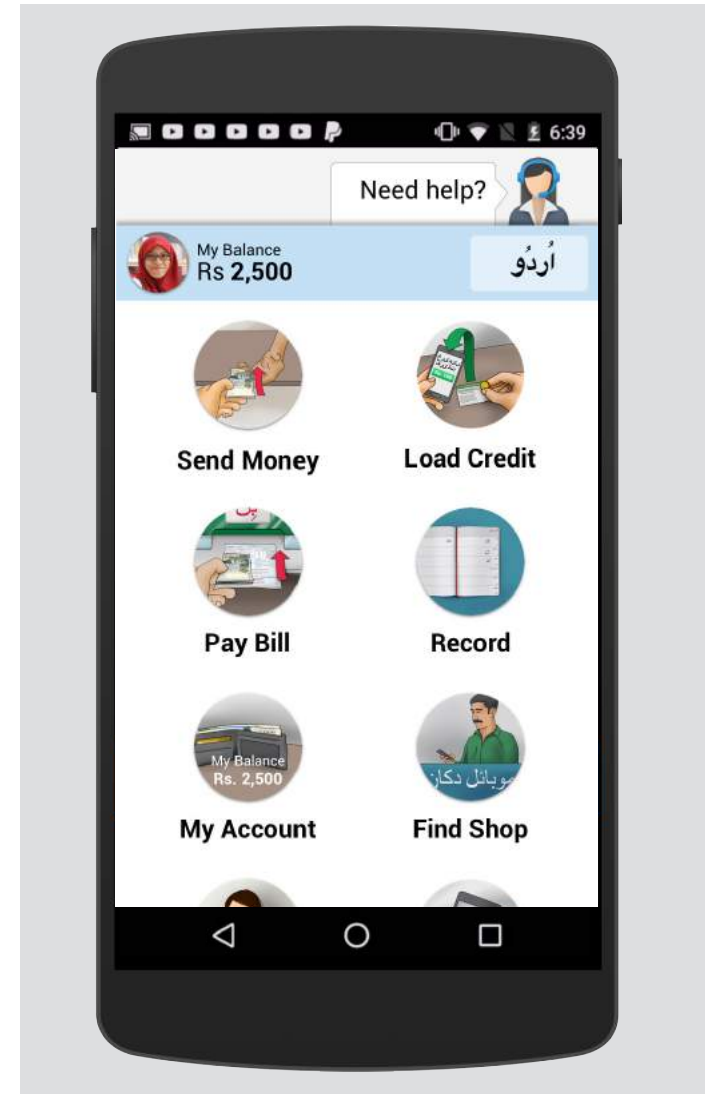 6:39
Need help?
My Balance
Rs 2,500
اُردُو
Send Money
Load Credit
بِل
Pay Bill
Record
My Balance
Rs. 2,500
موبائل دکان
My Account
Find Shop